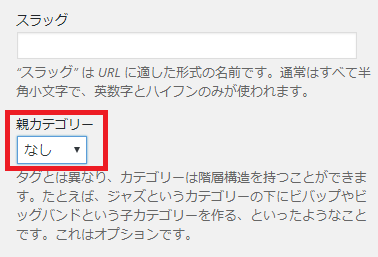 スラッグ
“スラッグ” は URL に適した形式の名前です。通常はすべて半
角小文字で、英数字とハイフンのみが使われます。
親カテゴリー
なし
タグとは異なり、カテゴリーは階層構造を持つことができま
す。たとえば、ジャズというカテゴリーの下にビバップやビ
ッグバンドという子カテゴリーを作る、といったようなこと
です。これはオプションです。